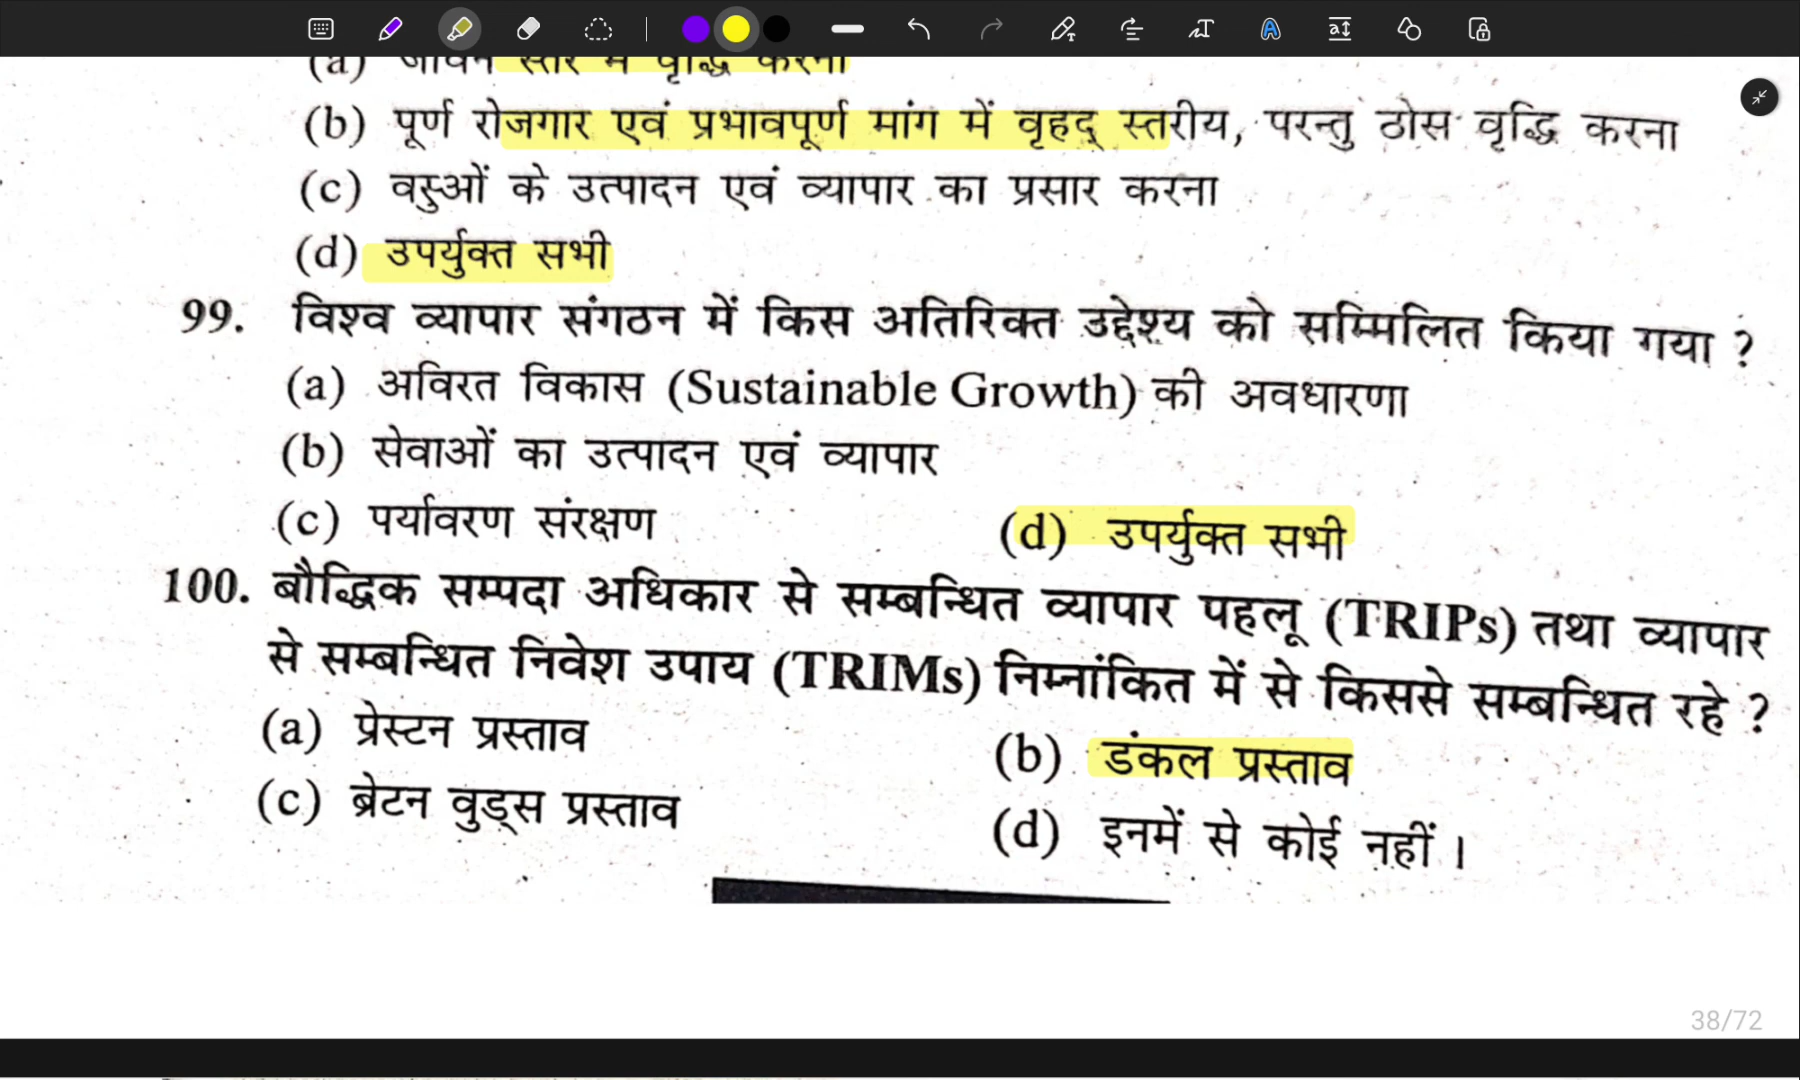 (a) जीवन स्तर में वृद्धि करना
(b) पूर्ण रोजगार एवं प्रभावपूर्ण मांग में वृहद् स्तरीय, परन्तु ठोस वृद्धि करना
(c) वस्तुओं के उत्पादन एवं व्यापार का प्रसार करना
(d) उपर्युक्त सभी
99. विश्व व्यापार संगठन में किस अतिरिक्त उद्देश्य को सम्मिलित किया गया ?
(a) अविरत विकास (Sustainable Growth) की अवधारणा
(b) सेवाओं का उत्पादन एवं व्यापार
(c) पर्यावरण संरक्षण (d) उपर्युक्त सभी
100. बौद्धिक सम्पदा अधिकार से सम्बन्धित व्यापार पहलू (TRIPs) तथा व्यापार
से सम्बन्धित निवेश उपाय (TRIMs) निम्नांकित में से किससे सम्बन्धित रहे ?
(a) प्रेस्टन प्रस्ताव (b) डंकल प्रस्ताव
(c) ब्रेटन वुड्स प्रस्ताव (d) इनमें से कोई नहीं ।
38/72